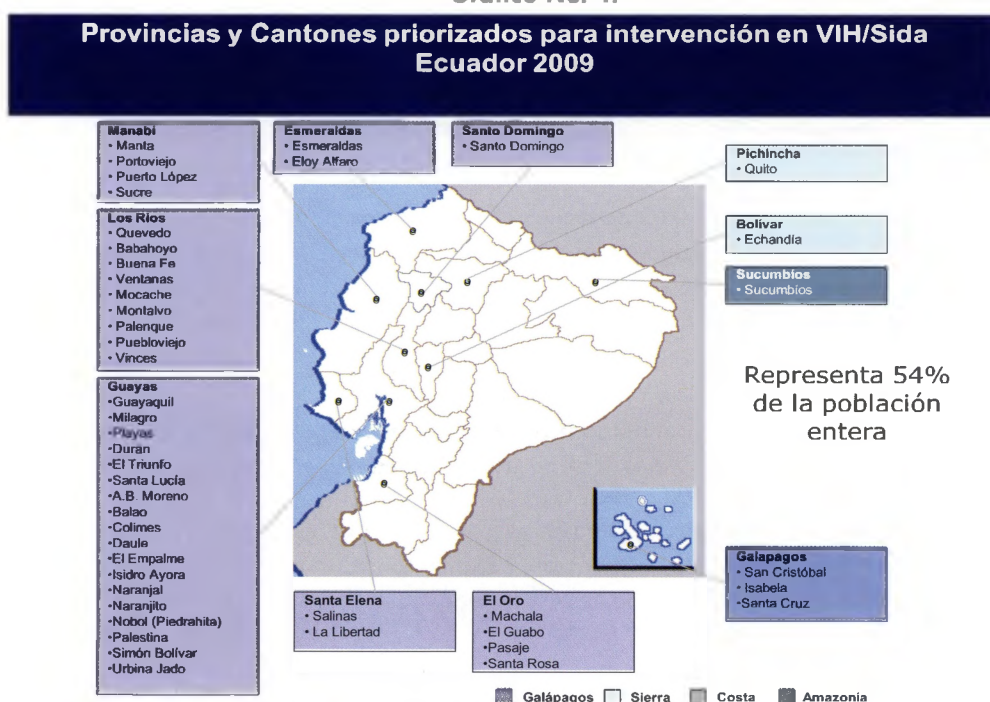 Provincias y Cantones priorizados para intervención en VIH/Sida
Ecuador 2009
Manabí
• Manta
• Portoviejo
• Puerto López
• Sucre
Esmeraldas
• Esmeraldas
• Eloy Alfaro
Santo Domingo
• Santo Domingo
Pichincha
• Quito
Los Ríos
• Quevedo
• Babahoyo
• Buena Fe
• Ventanas
• Mocache
• Montalvo
• Palenque
• Puebloviejo
• Vinces
Bolívar
• Echandía
Sucumbíos
• Sucumbíos
Guayas
•Guayaquil
•Milagro
•Playas
•Durán
•El Triunfo
•Santa Lucía
•A.B. Moreno
•Balao
•Colimes
•Daule
•El Empalme
•Isidro Ayora
•Naranjal
•Naranjito
•Nobol (Piedrahita)
•Palestina
•Simón Bolívar
•Urbina Jado
Representa 54%
de la población
entera
Galapagos
• San Cristóbal
• Isabela
•Santa Cruz
Santa Elena
• Salinas
• La Libertad
El Oro
• Machala
•El Guabo
•Pasaje
•Santa Rosa
Galápagos Sierra Costa Amazonia